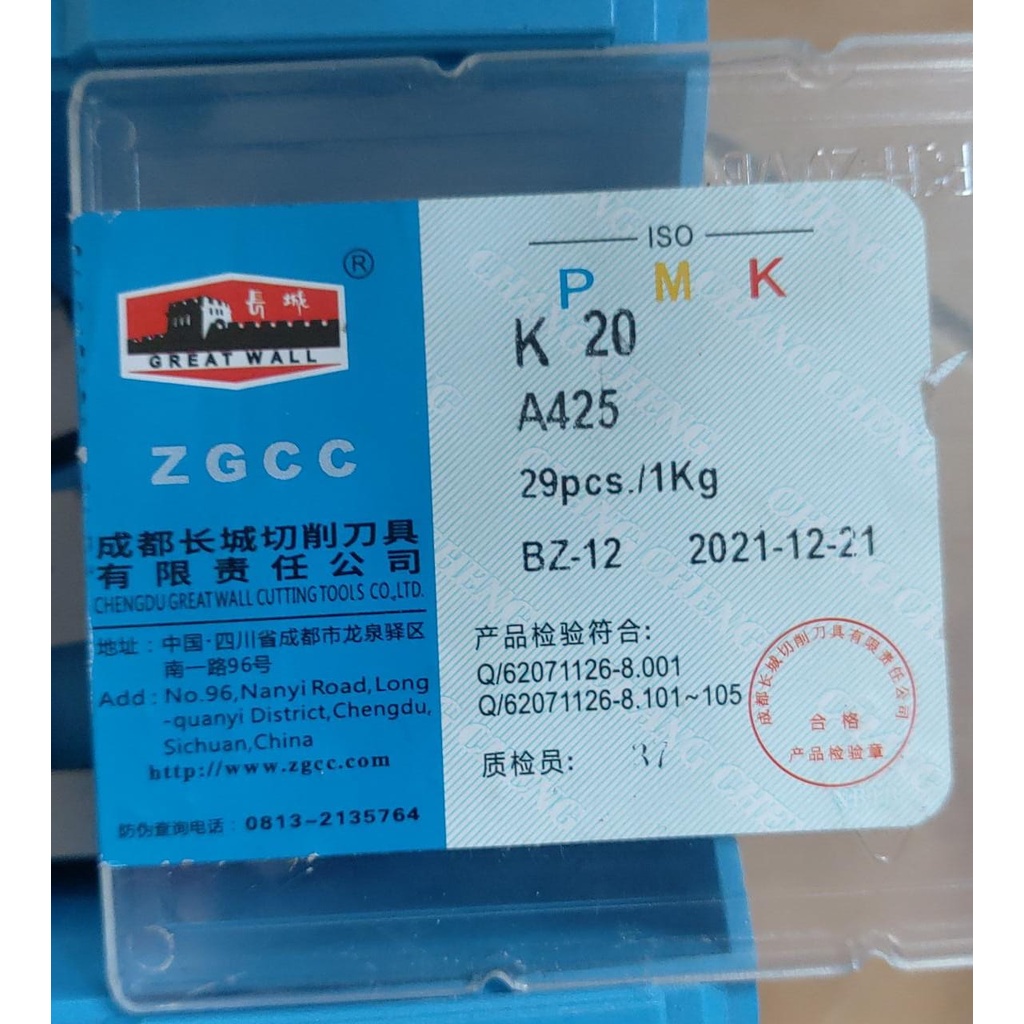 長城
GREAT WALL
®
ZGCC
成都长城切削刀具
有限责任公司
CHENGDU GREAT WALL CUTTING TOOLS CO.,LTD.
地址：中国·四川省成都市龙泉驿区
南一路96号
Add：No.96,Nanyi Road,Long
-quanyi District,Chengdu,
Sichuan,China
http://www.zgcc.com
防伪查询电话：0813-2135764
ISO
P M K
K 20
A425
29pcs./1Kg
BZ-12 2021-12-21
产品检验符合:
Q/62071126-8.001
Q/62071126-8.101~105
质检员: 37
成都长城切削刀具有限责任公司
合格
产品检验章